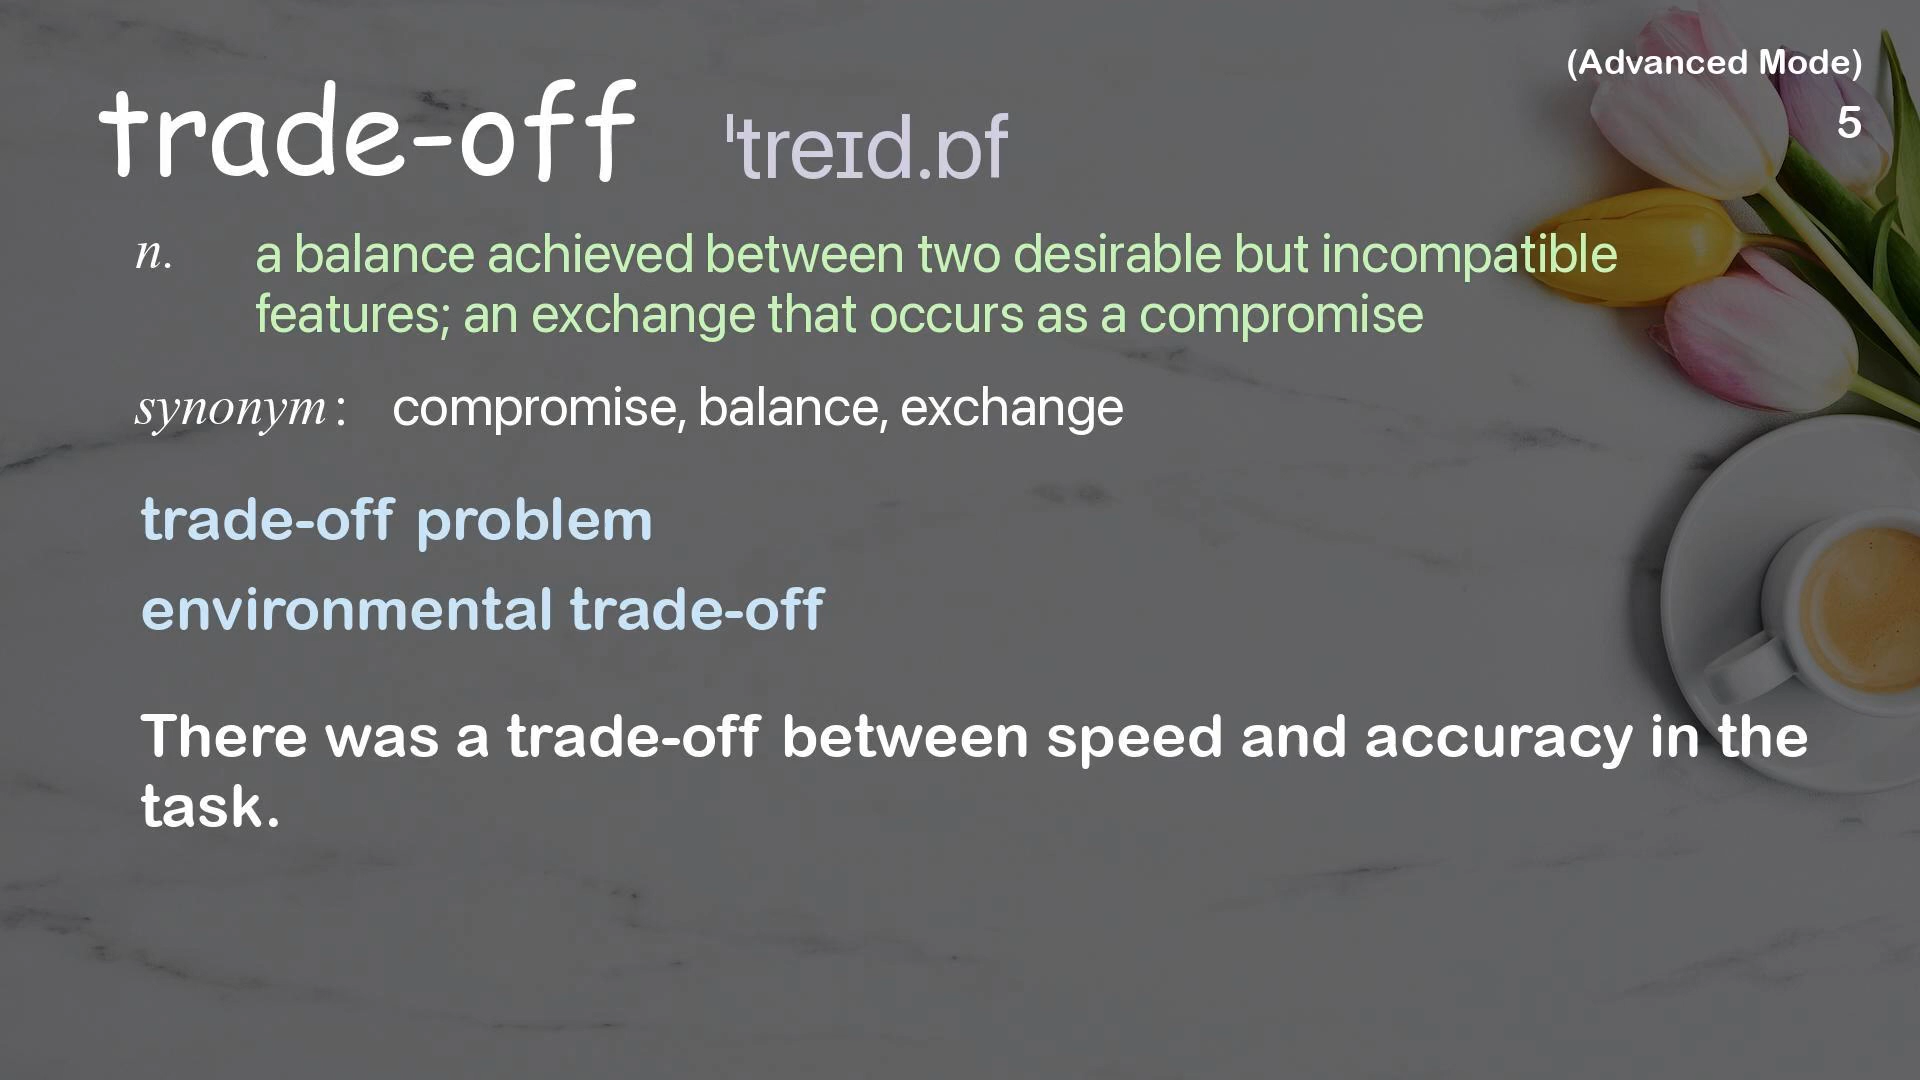 (Advanced Mode)
5
trade-off ˈtreɪd.ɒf
n. a balance achieved between two desirable but incompatible
features; an exchange that occurs as a compromise
synonym: compromise, balance, exchange
trade-off problem
environmental trade-off
There was a trade-off between speed and accuracy in the
task.